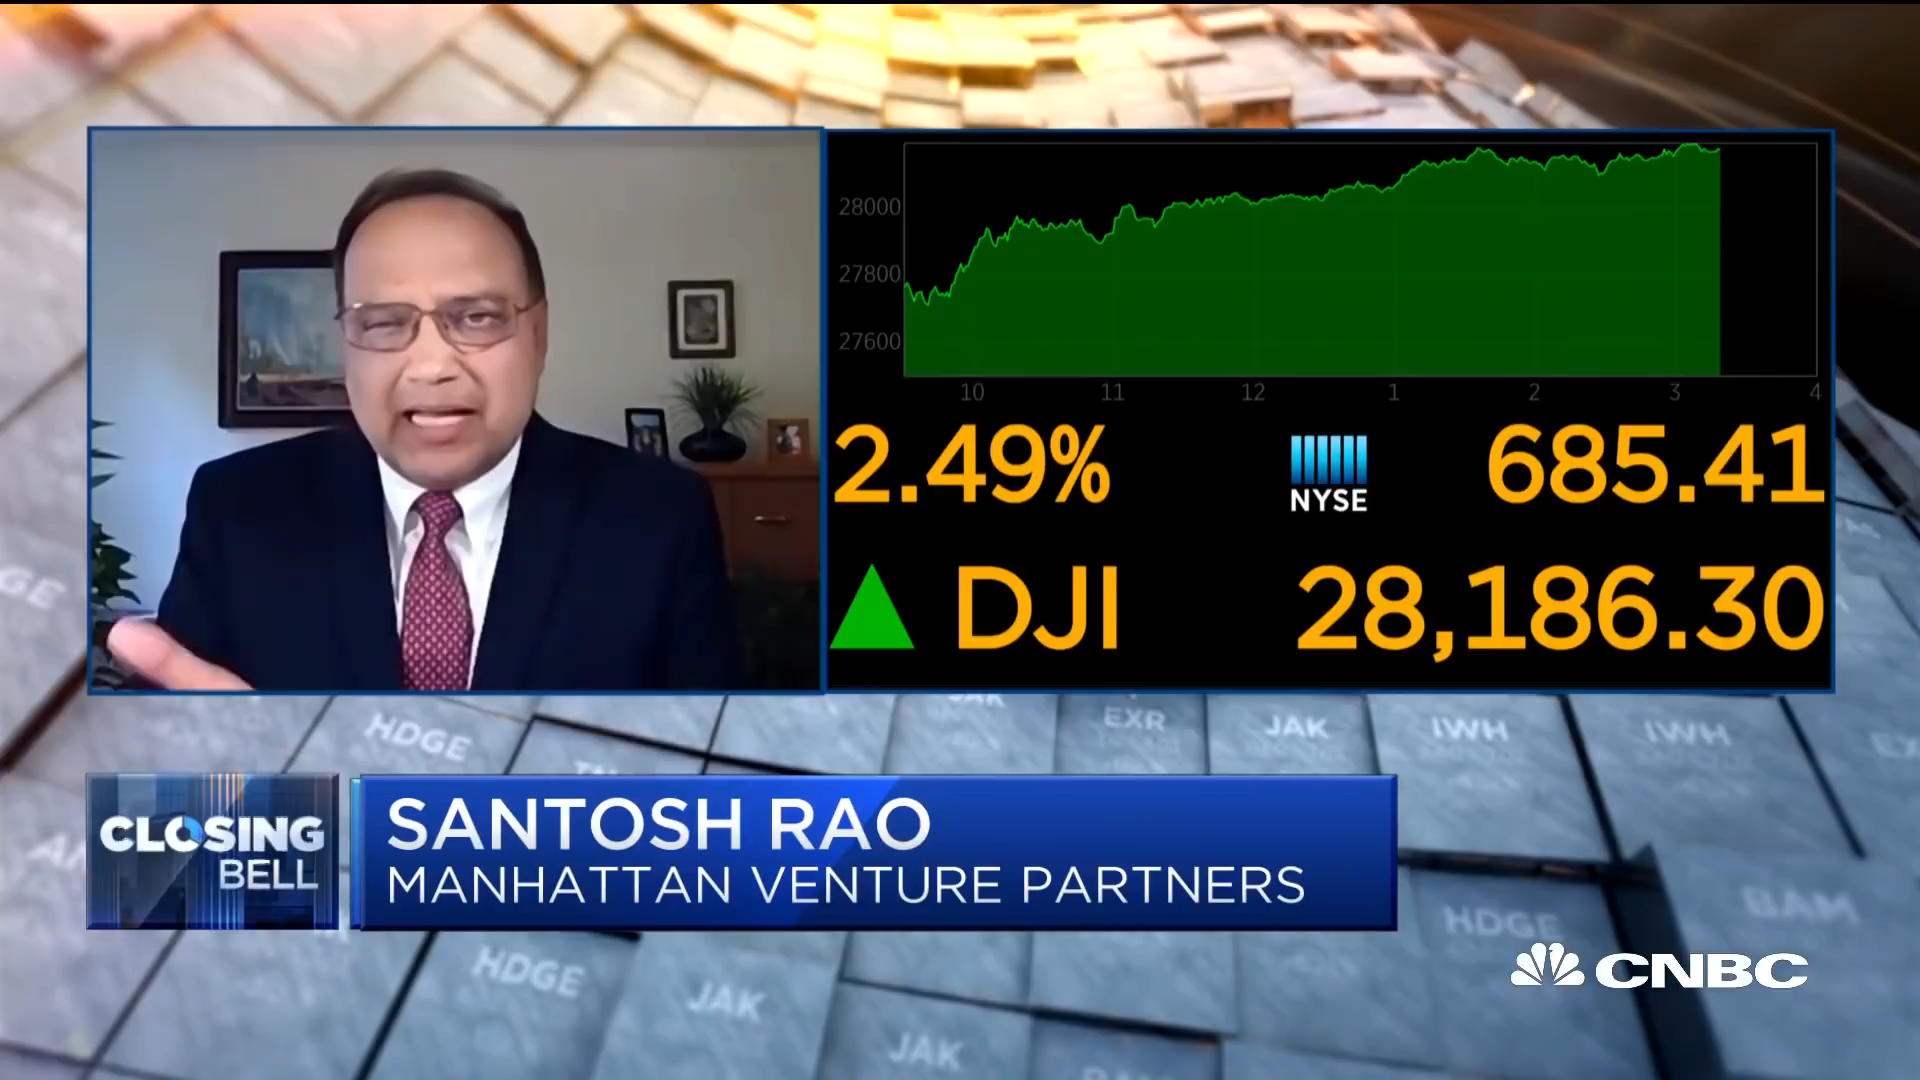 28000
27800
27600
10 11 12 1 2 3 4
2.49% NYSE 685.41
DJI 28,186.30
JAK EXR JAK IWH IWH
HDGE
CLOSING
BELL
SANTOSH RAO
MANHATTAN VENTURE PARTNERS
BAM
HDGE
CNBC
HDGE
JAK
JAK